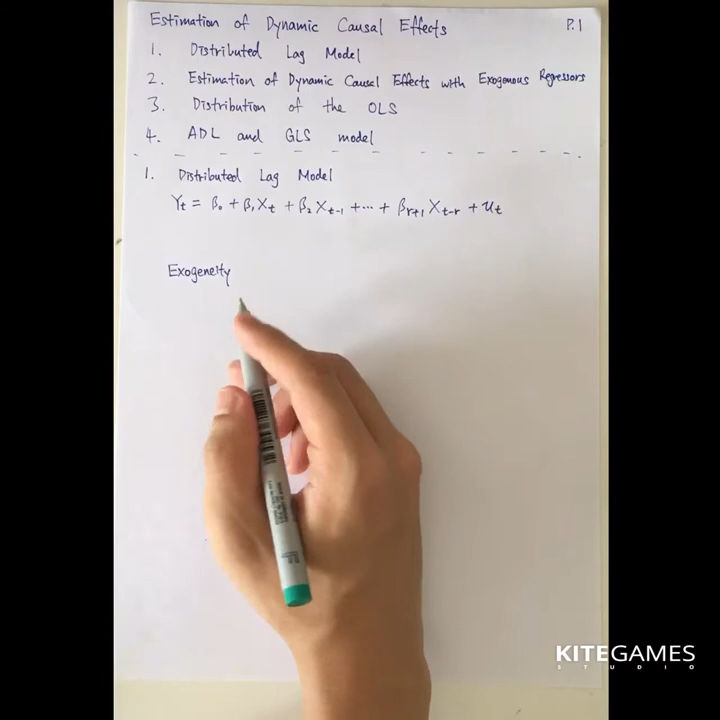 Estimation of Dynamic Causal Effects P.1
1. Distributed Lag Model
2. Estimation of Dynamic Causal Effects with Exogenous Regressors
3. Distribution of the OLS
4. ADL and GLS model
1. Distributed Lag Model
Yt = β0 + β1Xt + β2Xt-1 + ... + βr+1Xt-r + ut
Exogeneity
KITEGAMES
STUDIO